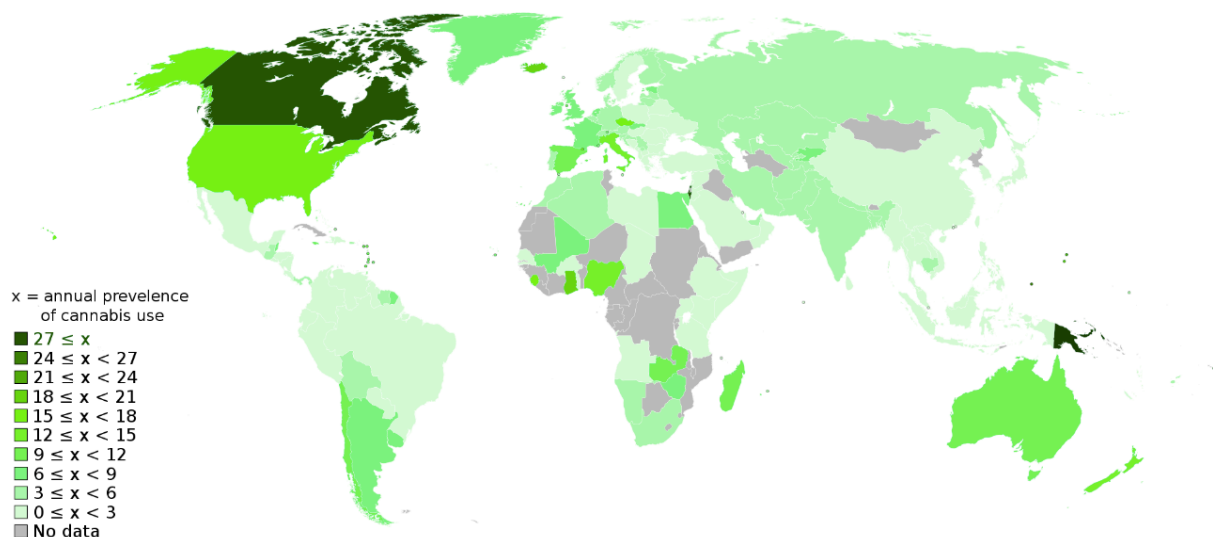 x = annual prevelence
of cannabis use
27 ≤ x
24 ≤ x < 27
21 ≤ x < 24
18 ≤ x < 21
15 ≤ x < 18
12 ≤ x < 15
9 ≤ x < 12
6 ≤ x < 9
3 ≤ x < 6
0 ≤ x < 3
No data